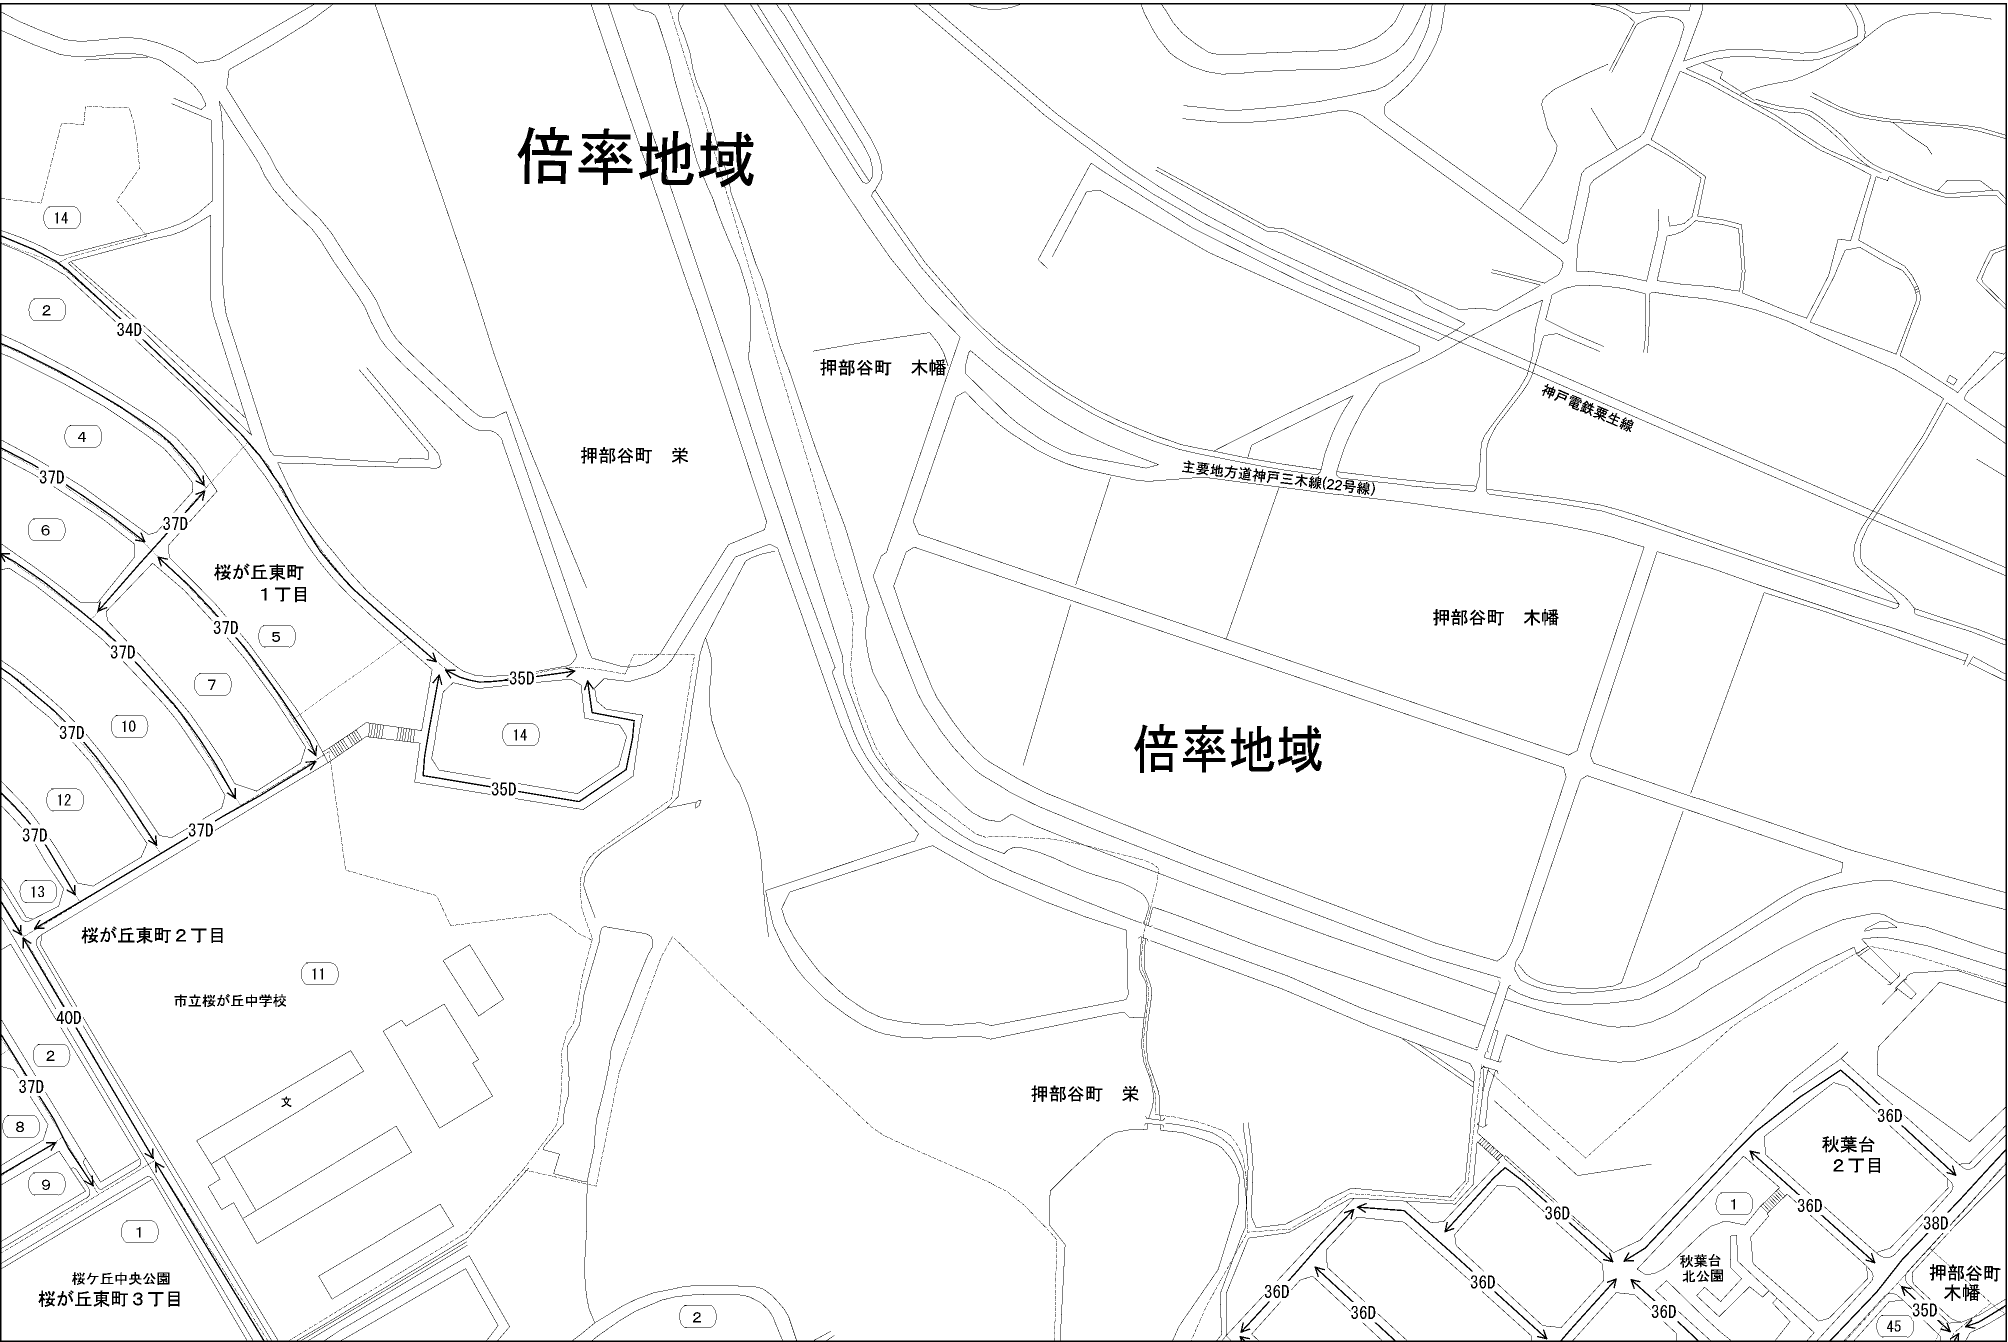 倍率地域
14
2
34D
押部谷町　木幡
神戸電鉄粟生線
4
37D
押部谷町　栄
主要地方道神戸三木線(22号線)
6
37D
桜が丘東町
１丁目
押部谷町　木幡
37D
5
37D
7
35D
10
37D
14
倍率地域
35D
12
37D
37D
13
桜が丘東町２丁目
11
市立桜が丘中学校
40D
2
37D
文
押部谷町　栄
8
36D
秋葉台
２丁目
9
1
36D
36D
38D
1
桜ケ丘中央公園
桜が丘東町３丁目
秋葉台
北公園
押部谷町
木幡
36D
36D
36D
36D
35D
2
45